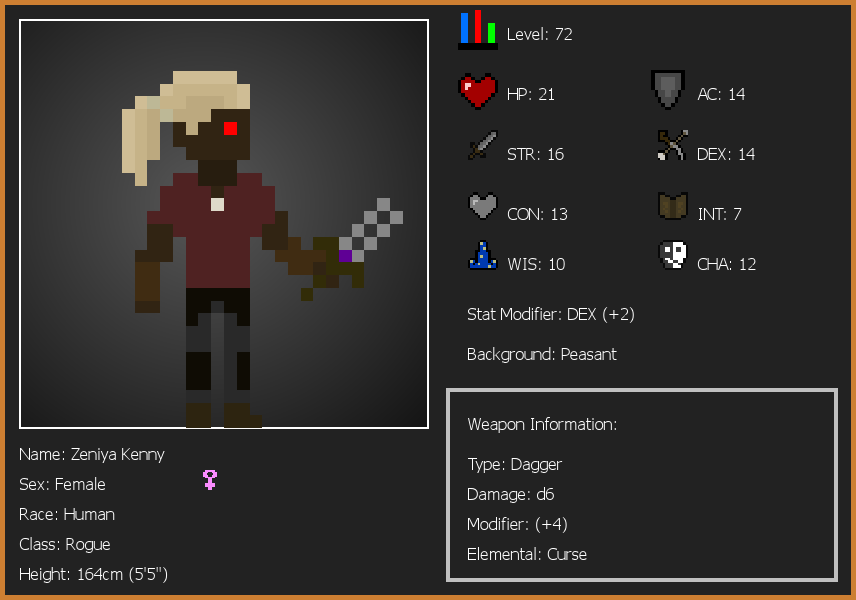 Level: 72
HP: 21
AC: 14
STR: 16
DEX: 14
CON: 13
INT: 7
WIS: 10
CHA: 12
Stat Modifier: DEX (+2)
Background: Peasant
Weapon Information:
Type: Dagger
Damage: d6
Modifier: (+4)
Elemental: Curse
Name: Zeniya Kenny
Sex: Female
Race: Human
Class: Rogue
Height: 164cm (5'5")